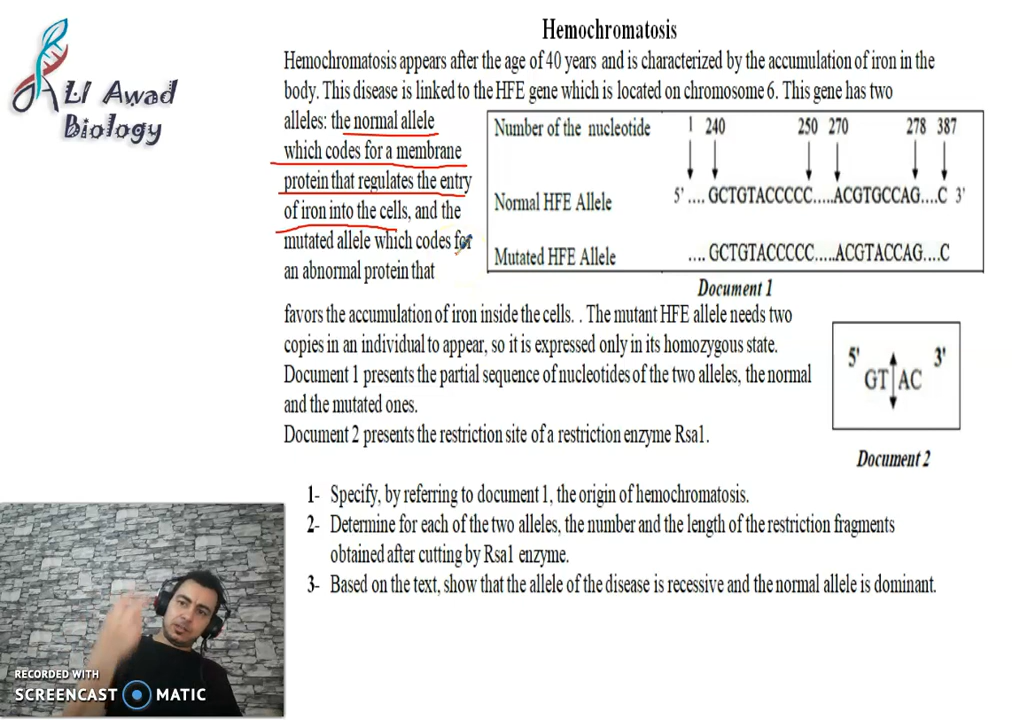 ALI Awad
Biology
Hemochromatosis
Hemochromatosis appears after the age of 40 years and is characterized by the accumulation of iron in the
body. This disease is linked to the HFE gene which is located on chromosome 6. This gene has two
alleles: the normal allele
which codes for a membrane
protein that regulates the entry
of iron into the cells, and the
mutated allele which codes for
an abnormal protein that
Number of the nucleotide 1 240 250 270 278 387
Normal HFE Allele 5' .... GCTGTACCCCC.....ACGTGCCAG....C 3'
Mutated HFE Allele .... GCTGTACCCCC.....ACGTACCAG....C
Document 1
favors the accumulation of iron inside the cells. . The mutant HFE allele needs two
copies in an individual to appear, so it is expressed only in its homozygous state.
Document 1 presents the partial sequence of nucleotides of the two alleles, the normal
and the mutated ones.
Document 2 presents the restriction site of a restriction enzyme Rsa1.
5' 3'
GT AC
Document 2
1- Specify, by referring to document 1, the origin of hemochromatosis.
2- Determine for each of the two alleles, the number and the length of the restriction fragments
obtained after cutting by Rsa1 enzyme.
3- Based on the text, show that the allele of the disease is recessive and the normal allele is dominant.
RECORDED WITH
SCREENCAST MATIC